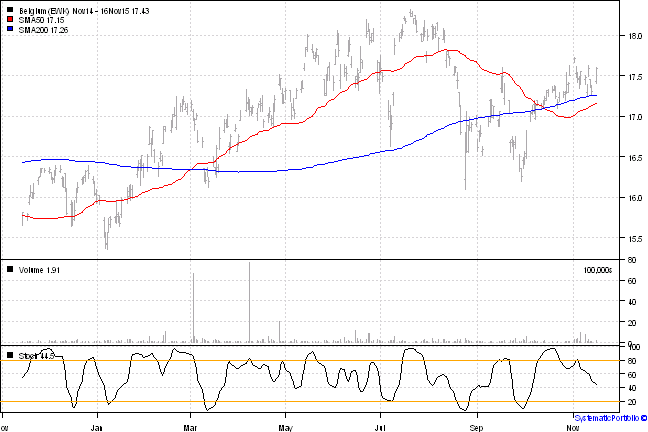 Belgium (EWK) Nov14 - 16Nov15 17.43
SMA50 17.15
SMA200 17.26
18.0
17.5
17.0
16.5
16.0
15.5
Volume 1.91
100,000s
80
60
40
20
0
Stoch 44.5
100
80
60
40
20
Jan
Mar
May
Jul
Sep
Nov
SystematicPortfolio ©